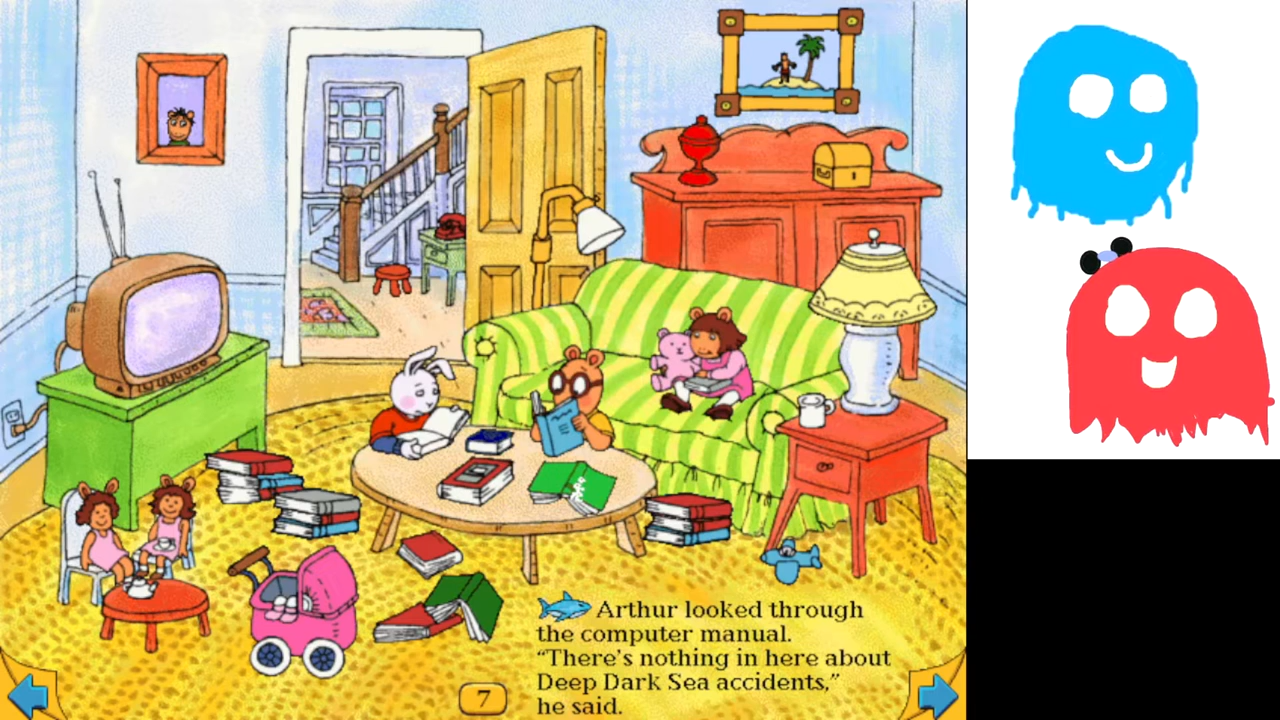 Arthur looked through
the computer manual.
“There’s nothing in here about
Deep Dark Sea accidents,”
he said.
7